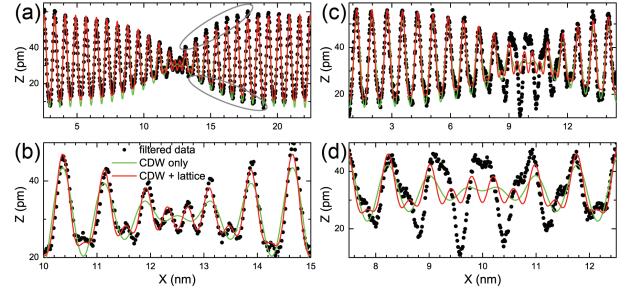 (a)
Z (pm)
40
20
5
10
15
20
(c)
Z (pm)
40
20
3
6
9
12
(b)
filtered data
CDW only
CDW + lattice
Z (pm)
40
20
10
11
12
13
14
15
X (nm)
(d)
Z (pm)
40
20
8
9
10
11
12
X (nm)